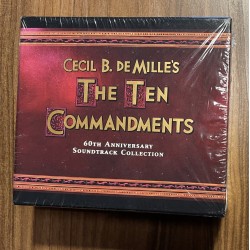 Cecil B. DeMille's
The Ten
Commandments
60th Anniversary
Soundtrack Collection